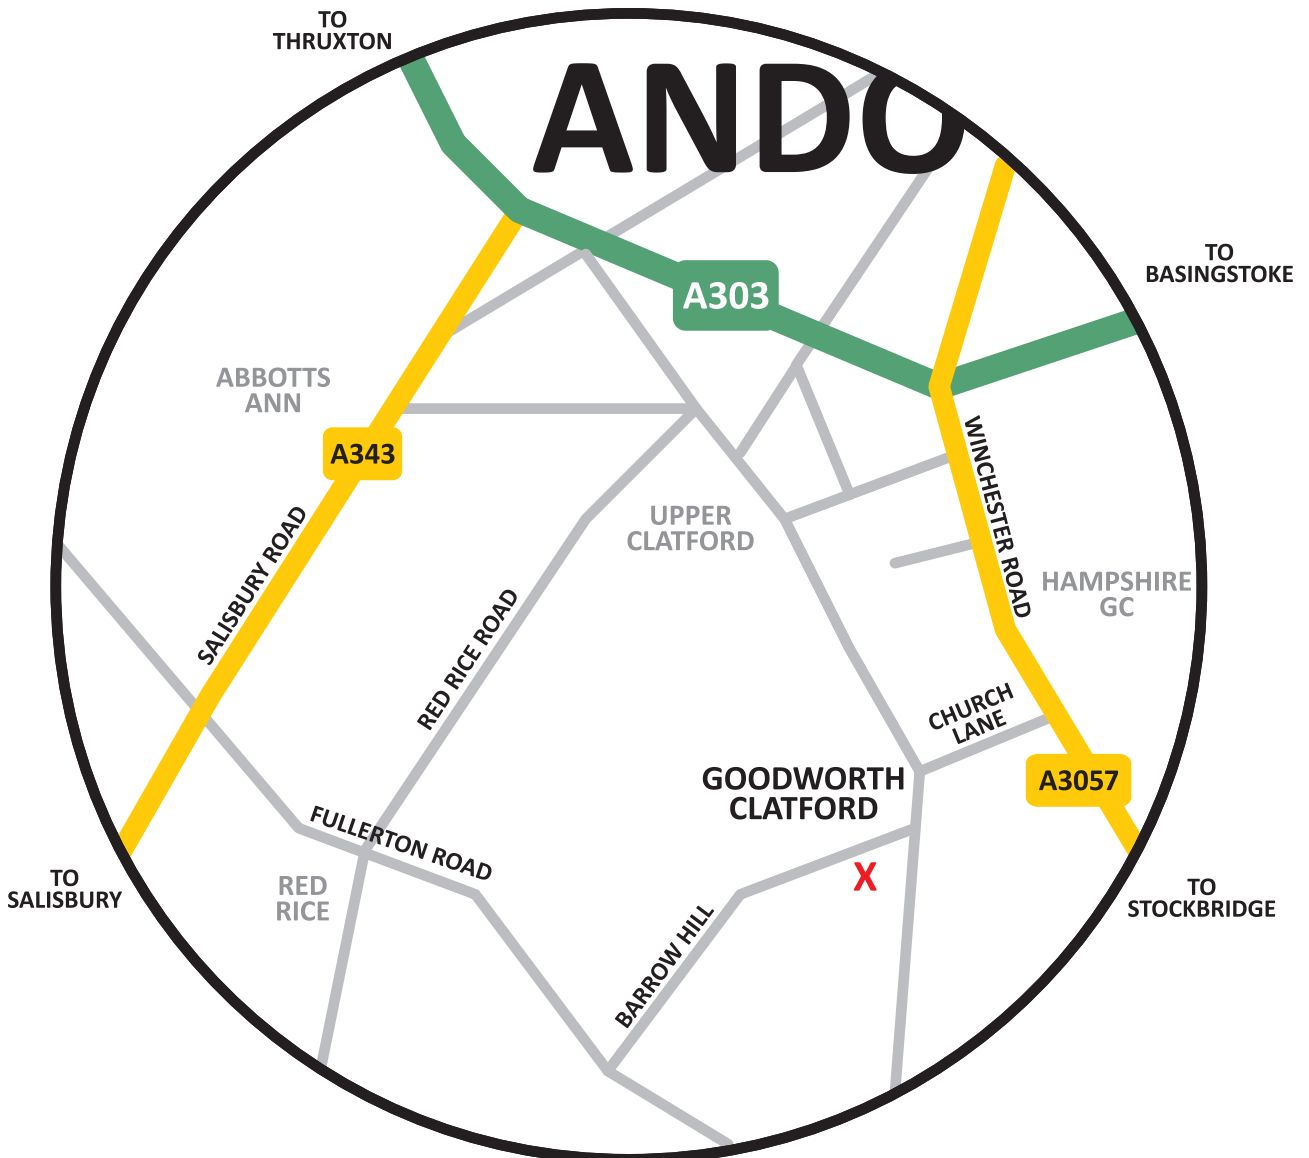 TO
THRUXTON
ANDO
TO
BASINGSTOKE
A303
ABBOTTS
ANN
A343
WINCHESTER ROAD
UPPER
CLATFORD
SALISBURY ROAD
HAMPSHIRE
GC
RED RICE ROAD
CHURCH
LANE
GOODWORTH
CLATFORD
A3057
FULLERTON ROAD
X
TO
SALISBURY
RED
RICE
TO
STOCKBRIDGE
BARROW HILL